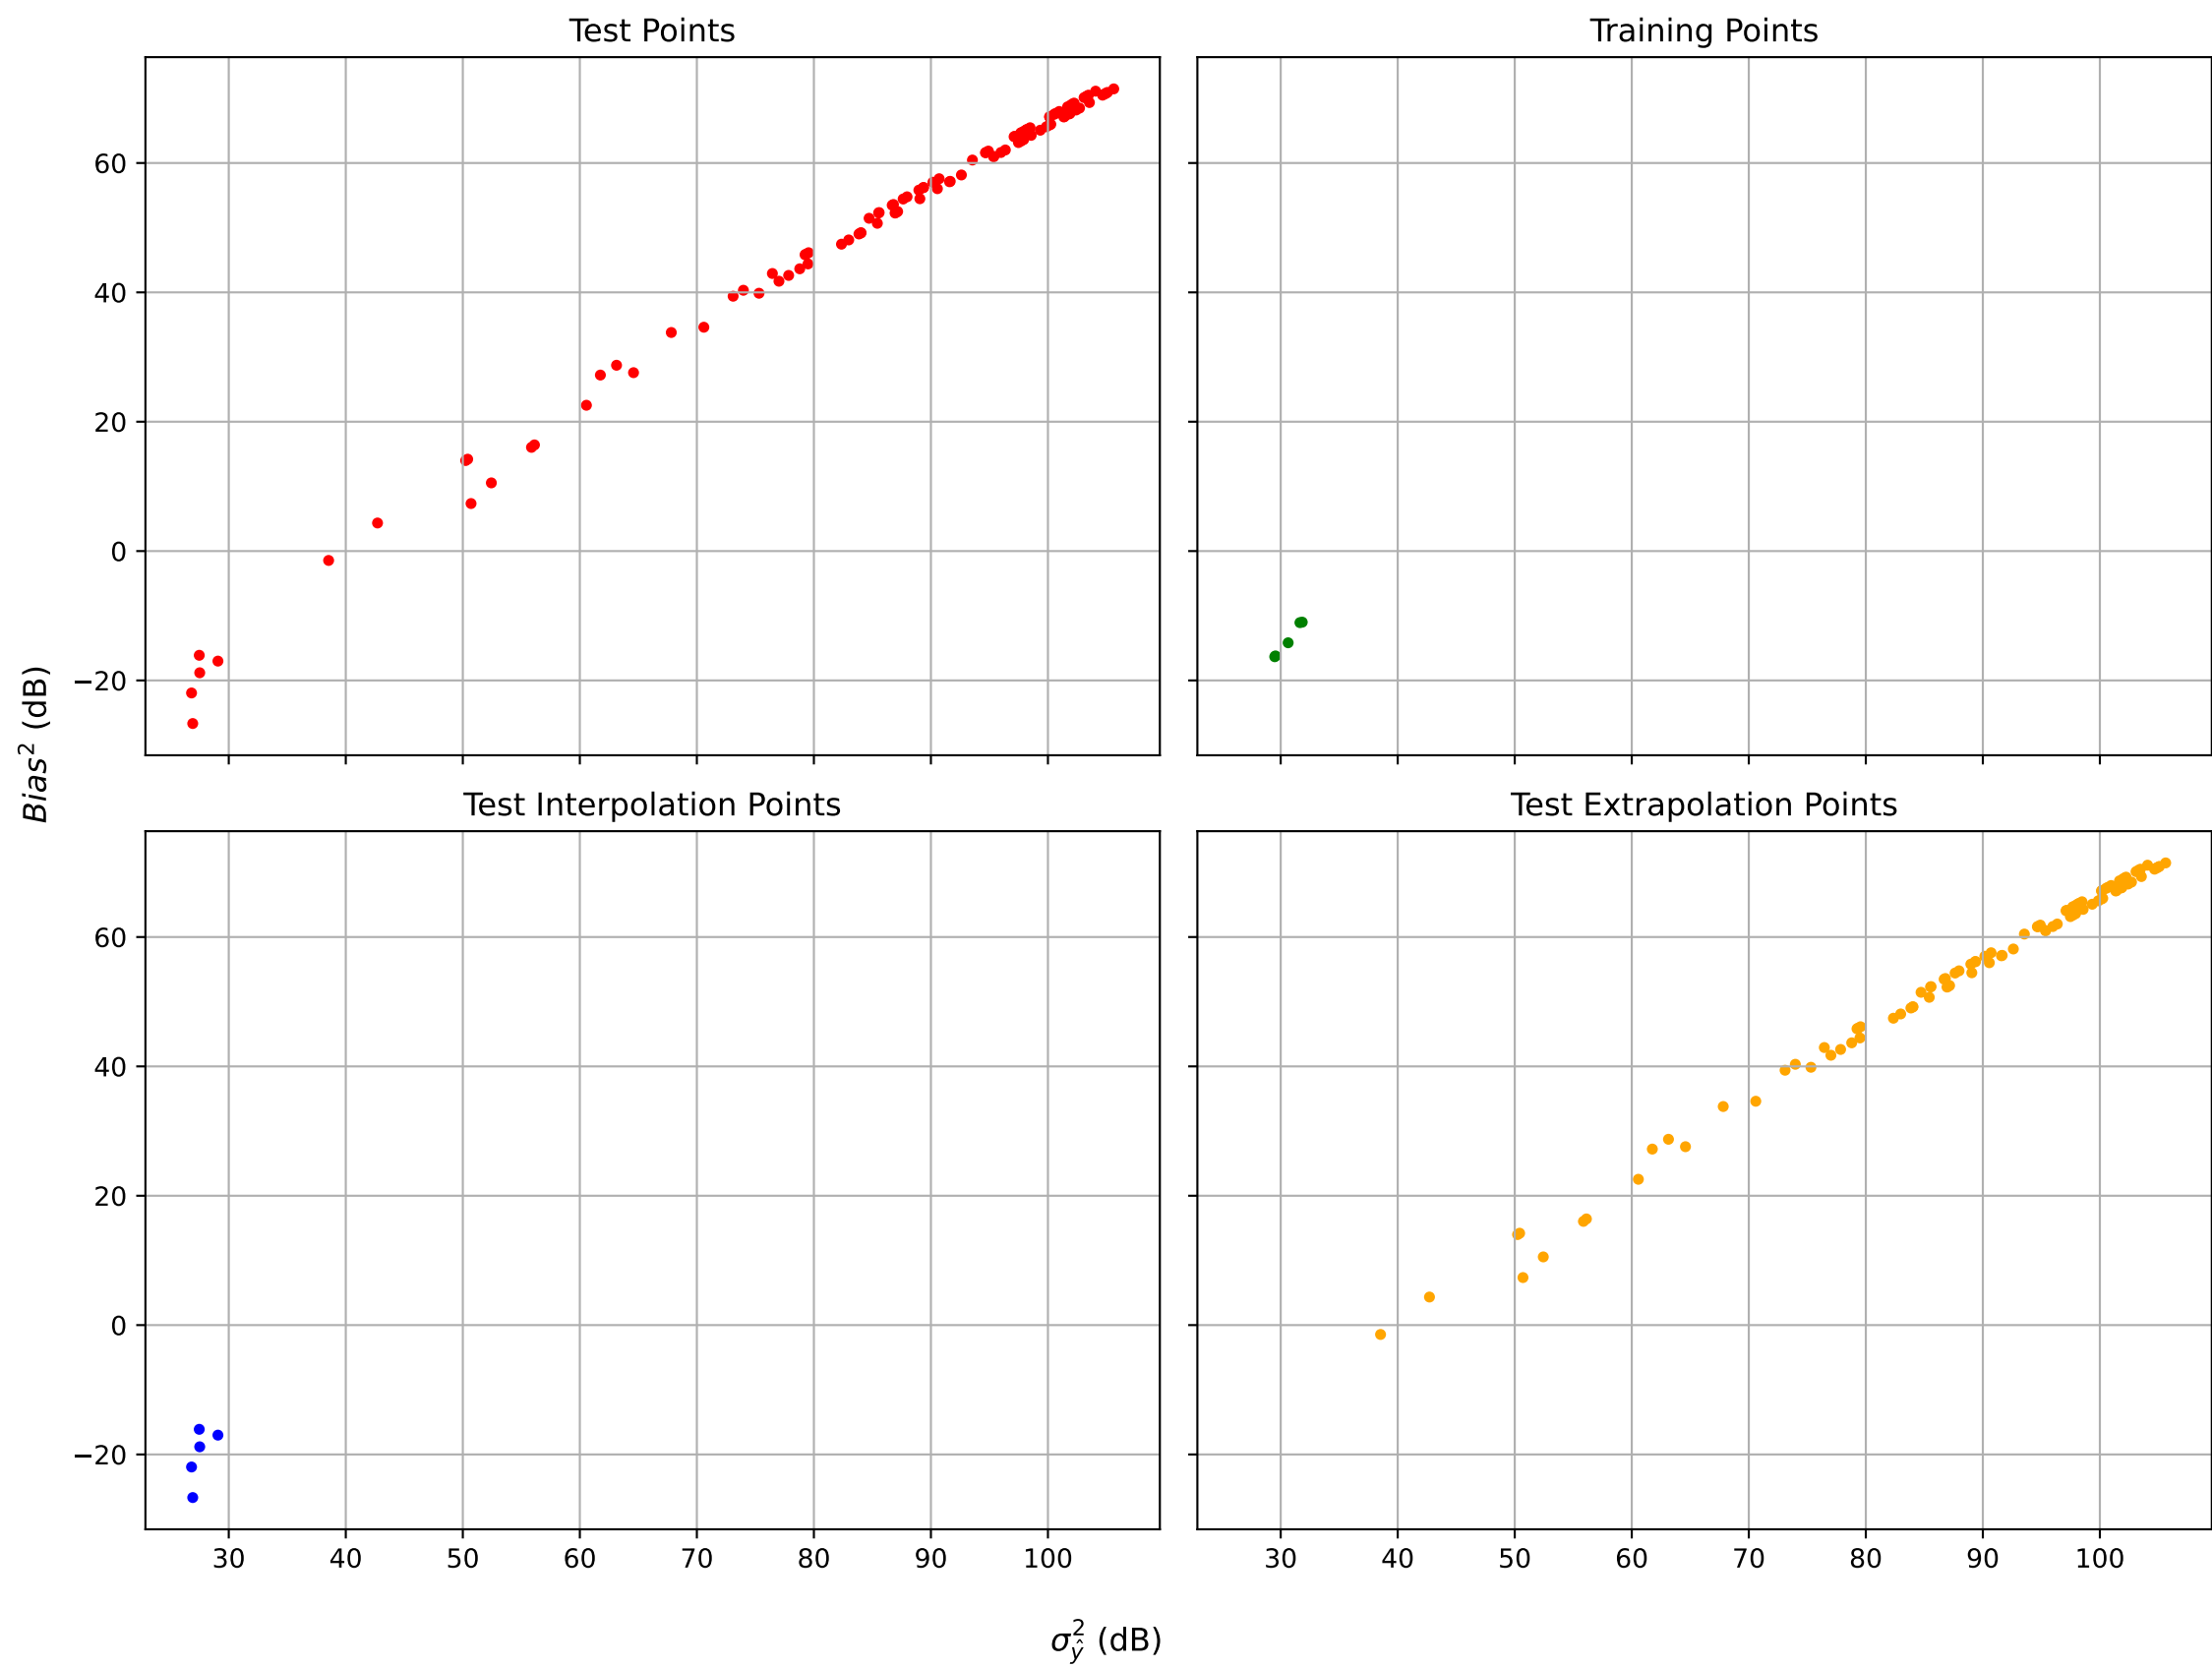 Test Points
Training Points
60
40
20
0
−20
Test Interpolation Points
Test Extrapolation Points
60
40
20
0
−20
30 40 50 60 70 80 90 100
30 40 50 60 70 80 90 100
Bias² (dB)
σ²_ŷ (dB)